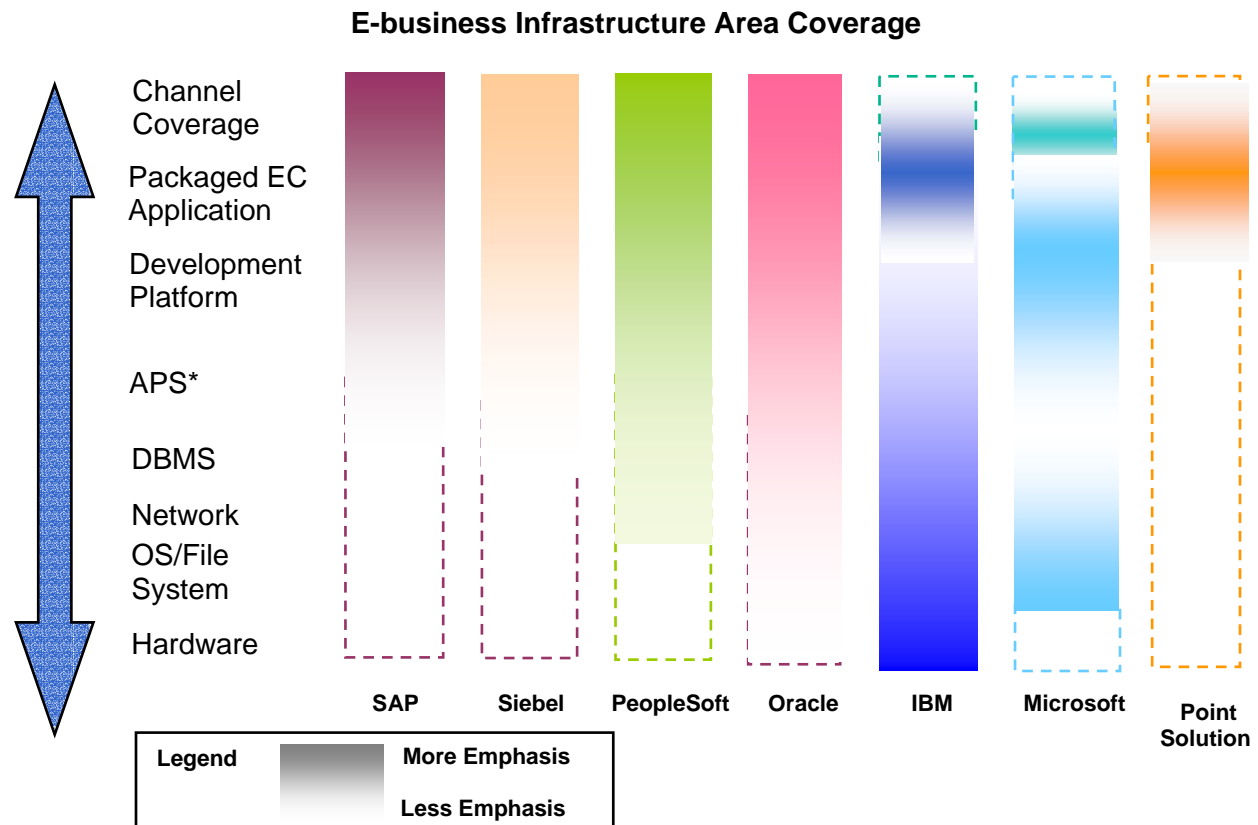 E-business Infrastructure Area Coverage
Channel
Coverage
Packaged EC
Application
Development
Platform
APS*
DBMS
Network
OS/File
System
Hardware
SAP
Siebel
PeopleSoft
Oracle
IBM
Microsoft
Point
Solution
Legend
More Emphasis
Less Emphasis